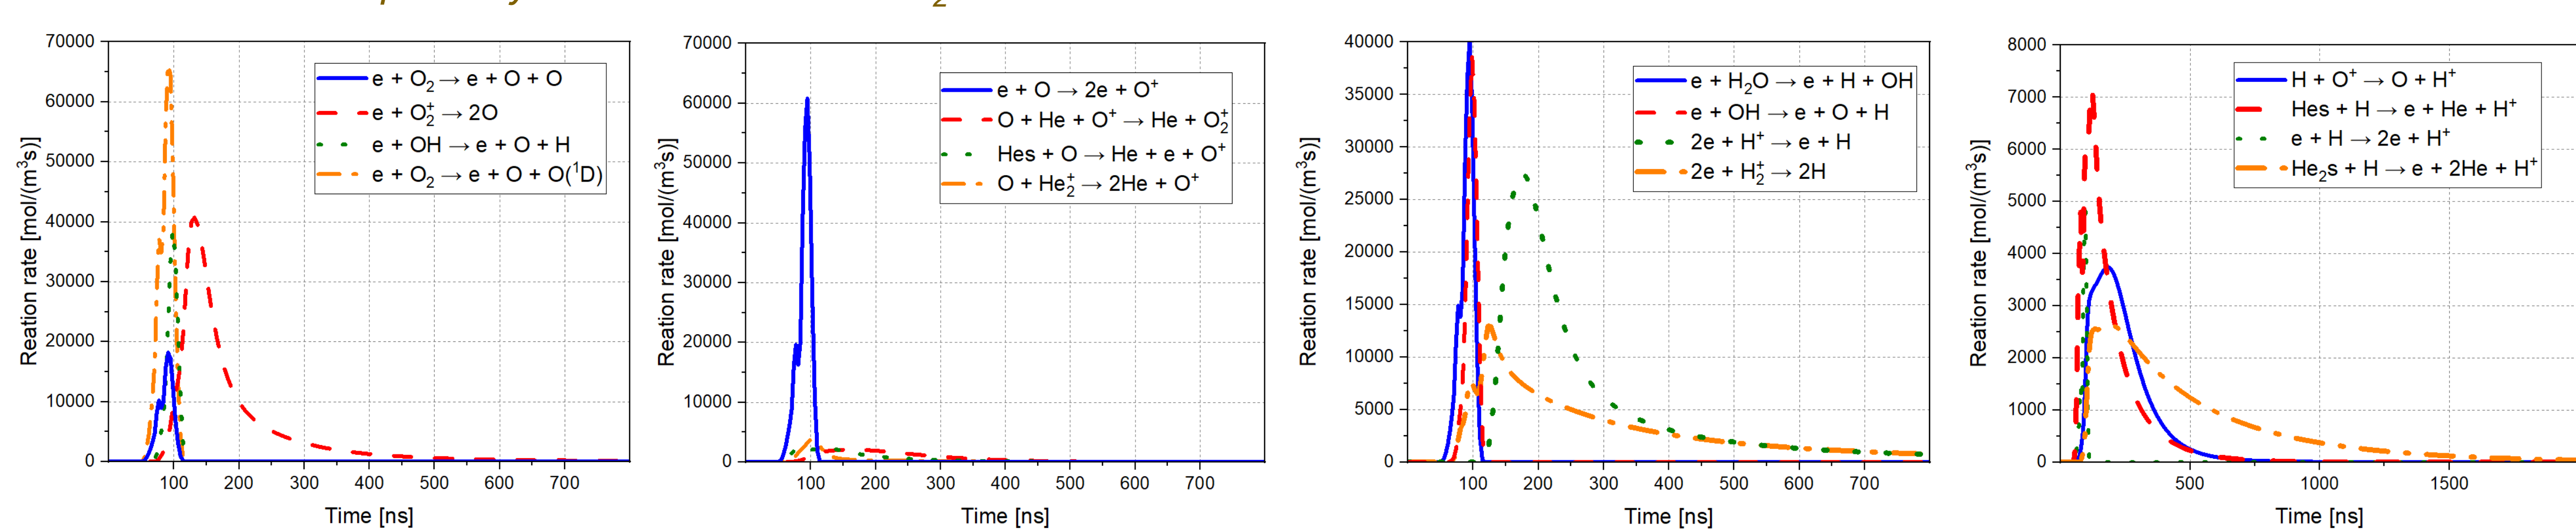 2
70000
60000
50000
40000
30000
20000
10000
0
100 200 300 400 500 600 700
Reation rate [mol/(m³s)]
Time [ns]
e + O₂ → e + O + O
e + O₂⁺ → 2O
e + OH → e + O + H
e + O₂ → e + O + O(¹D)
70000
60000
50000
40000
30000
20000
10000
0
100 200 300 400 500 600 700
Reation rate [mol/(m³s)]
Time [ns]
e + O → 2e + O⁺
O + He + O⁺ → He + O₂⁺
Hes + O → He + e + O⁺
O + He₂⁺ → 2He + O⁺
40000
35000
30000
25000
20000
15000
10000
5000
0
100 200 300 400 500 600 700
Reation rate [mol/(m³s)]
Time [ns]
e + H₂O → e + H + OH
e + OH → e + O + H
2e + H⁺ → e + H
2e + H₂⁺ → 2H
8000
7000
6000
5000
4000
3000
2000
1000
0
500 1000 1500
Reation rate [mol/(m³s)]
Time [ns]
H + O⁺ → O + H⁺
Hes + H → e + He + H⁺
e + H → 2e + H⁺
He₂s + H → e + 2He + H⁺